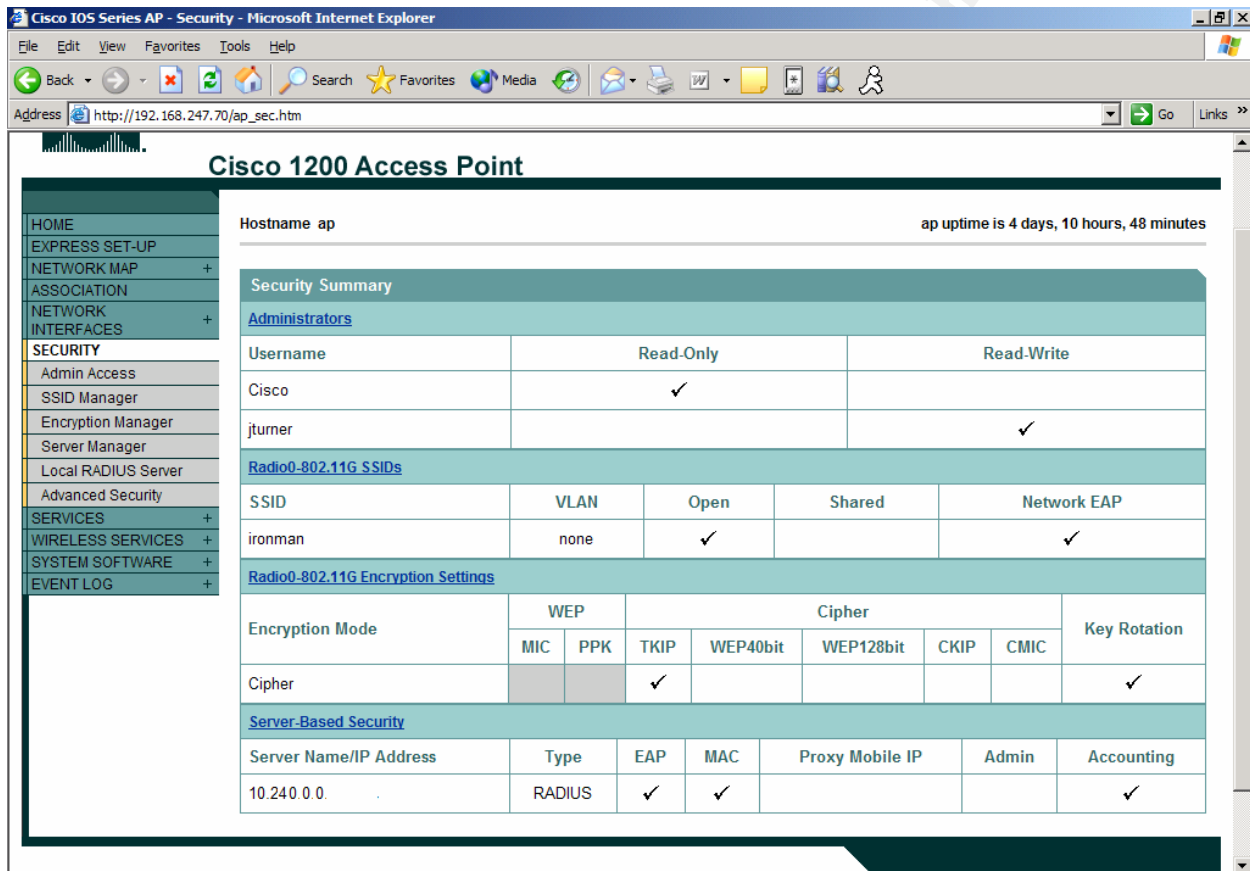 Cisco IOS Series AP - Security - Microsoft Internet Explorer
File Edit View Favorites Tools Help
Back Search Favorites Media
Address http://192.168.247.70/ap_sec.htm Go Links »
Cisco 1200 Access Point
HOME
EXPRESS SET-UP
NETWORK MAP +
ASSOCIATION
NETWORK INTERFACES +
SECURITY
Admin Access
SSID Manager
Encryption Manager
Server Manager
Local RADIUS Server
Advanced Security
SERVICES +
WIRELESS SERVICES +
SYSTEM SOFTWARE +
EVENT LOG +
Hostname ap ap uptime is 4 days, 10 hours, 48 minutes
Security Summary
Administrators
Username Read-Only Read-Write
Cisco ✓
jturner ✓
Radio0-802.11G SSIDs
SSID VLAN Open Shared Network EAP
ironman none ✓ ✓
Radio0-802.11G Encryption Settings
Encryption Mode WEP Cipher Key Rotation
MIC PPK TKIP WEP40bit WEP128bit CKIP CMIC
Cipher ✓ ✓
Server-Based Security
Server Name/IP Address Type EAP MAC Proxy Mobile IP Admin Accounting
10.240.0.0. RADIUS ✓ ✓ ✓